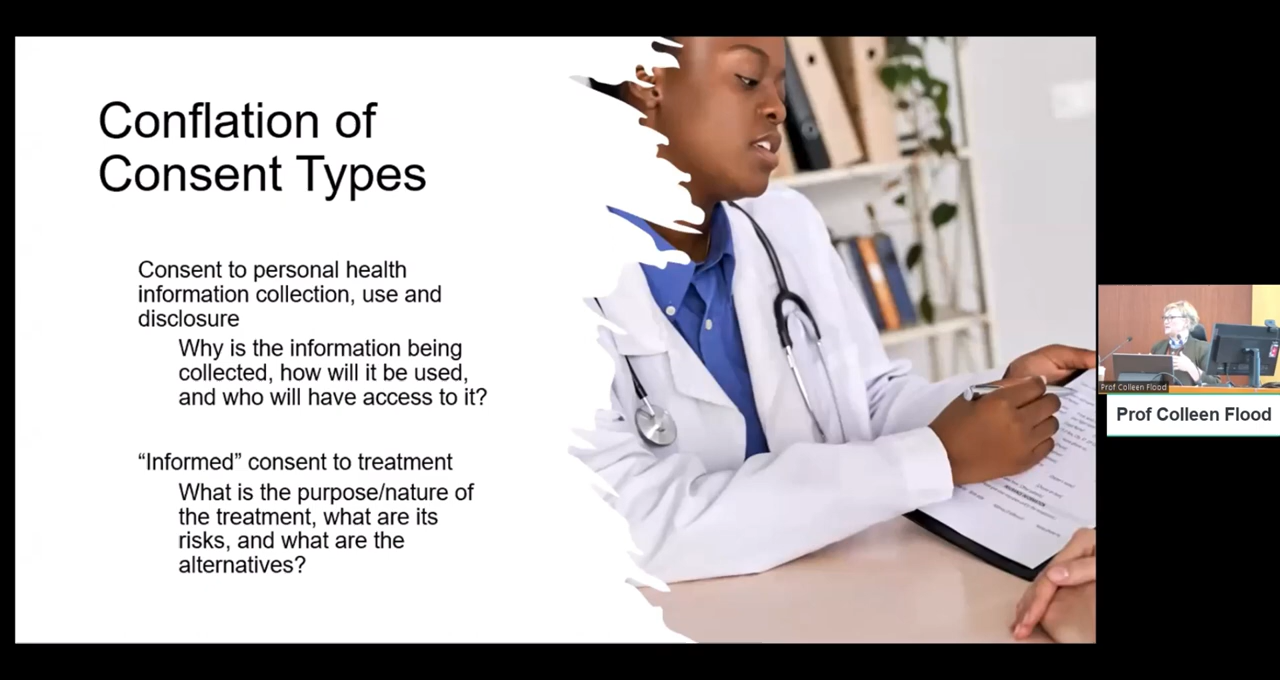 Conflation of
Consent Types
Consent to personal health
information collection, use and
disclosure
Why is the information being
collected, how will it be used,
and who will have access to it?
“Informed” consent to treatment
What is the purpose/nature of
the treatment, what are its
risks, and what are the
alternatives?
Prof Colleen Flood
Prof Colleen Flood